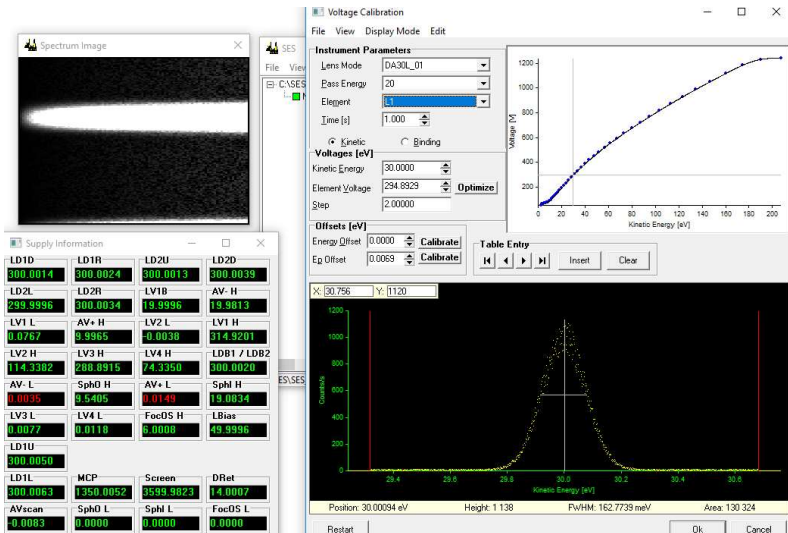 Spectrum Image
SES
File View
C:\SES
Supply Information
LD1D LD1R LD2U LD2D
300.0014 300.0024 300.0013 300.0039
LD2L LD2R LV1B AV- H
299.9996 300.0034 19.9996 19.9813
LV1 L AV+ H LV2 L LV1 H
0.0767 9.9965 -0.0038 314.9201
LV2 H LV3 H LV4 H LDB1 / LDB2
114.3382 288.8915 74.3350 300.0020
AV- L SphO H AV+ L SphI H
0.0035 9.5405 0.0149 19.0834
LV3 L LV4 L FocOS H LBias
0.0077 0.0118 6.0008 49.9996
LD1U
300.0050
LD1L MCP Screen DRet
300.0063 1350.0052 3599.9823 14.0007
AVscan SphO L SphI L FocOS L
-0.0083 0.0000 0.0000 0.0000
ES\SES
Voltage Calibration
File View Display Mode Edit
Instrument Parameters
Lens Mode DA30L_01
Pass Energy 20
Element L1
Time [s] 1.000
Kinetic Binding
Voltages [eV]
Kinetic Energy 30.0000
Element Voltage 294.8929 Optimize
Step 2.00000
Offsets [eV]
Energy Offset 0.0000 Calibrate
Ep Offset 0.0069 Calibrate
Voltage [V]
1200
1000
800
600
400
200
0 20 40 60 80 100 120 140 160 180 200
Kinetic Energy [eV]
Table Entry
Insert Clear
X: 30.756 Y: 1120
Counts/s
1200
1000
800
600
400
200
0
29.4 29.6 29.8 30.0 30.2 30.4 30.6
Kinetic Energy [eV]
Position: 30.00094 eV Height: 1 138 FWHM: 162.7739 meV Area: 130 324
Restart Ok Cancel